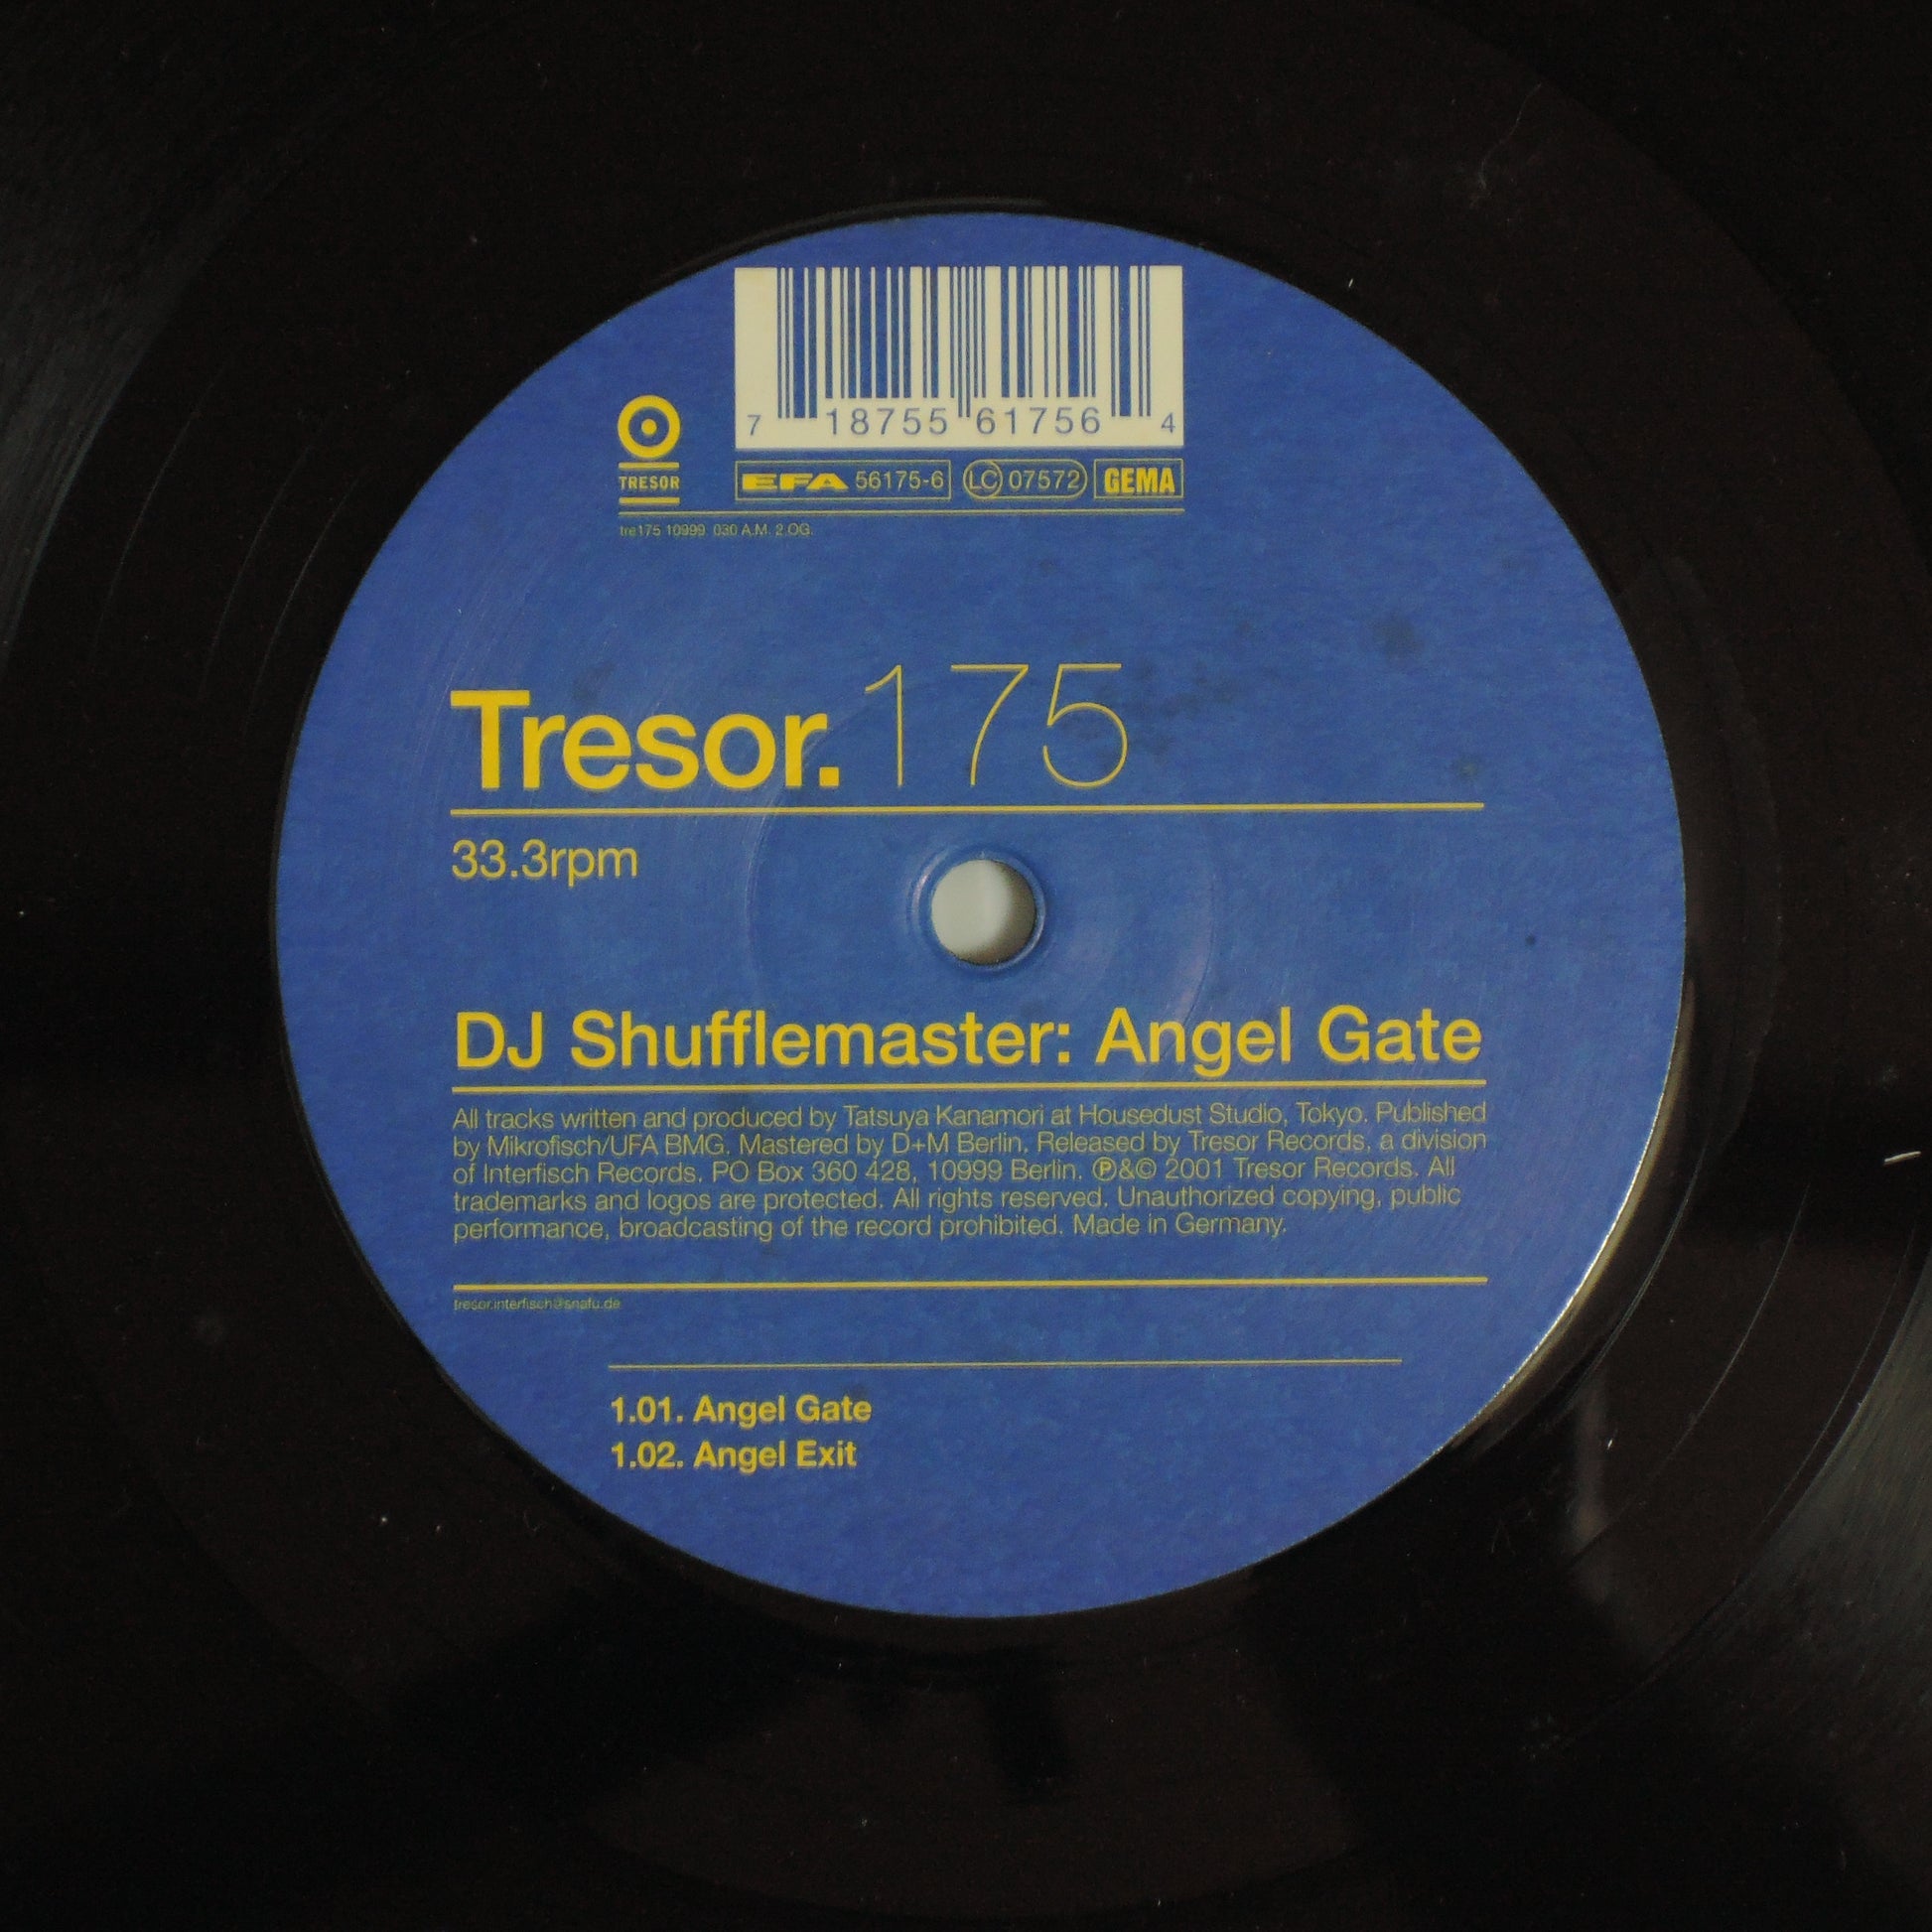 7 18755 61756 4
TRESOR
EFA 56175-6 LC 07572 GEMA
tre175 10999 030 A.M. 2.OG.
Tresor. 175
33.3rpm
DJ Shufflemaster: Angel Gate
All tracks written and produced by Tatsuya Kanamori at Housedust Studio, Tokyo. Published
by Mikrofisch/UFA BMG. Mastered by D+M Berlin. Released by Tresor Records, a division
of Interfisch Records. PO Box 360 428, 10999 Berlin. ℗&© 2001 Tresor Records. All
trademarks and logos are protected. All rights reserved. Unauthorized copying, public
performance, broadcasting of the record prohibited. Made in Germany.
tresor.interfisch@snafu.de
1.01. Angel Gate
1.02. Angel Exit